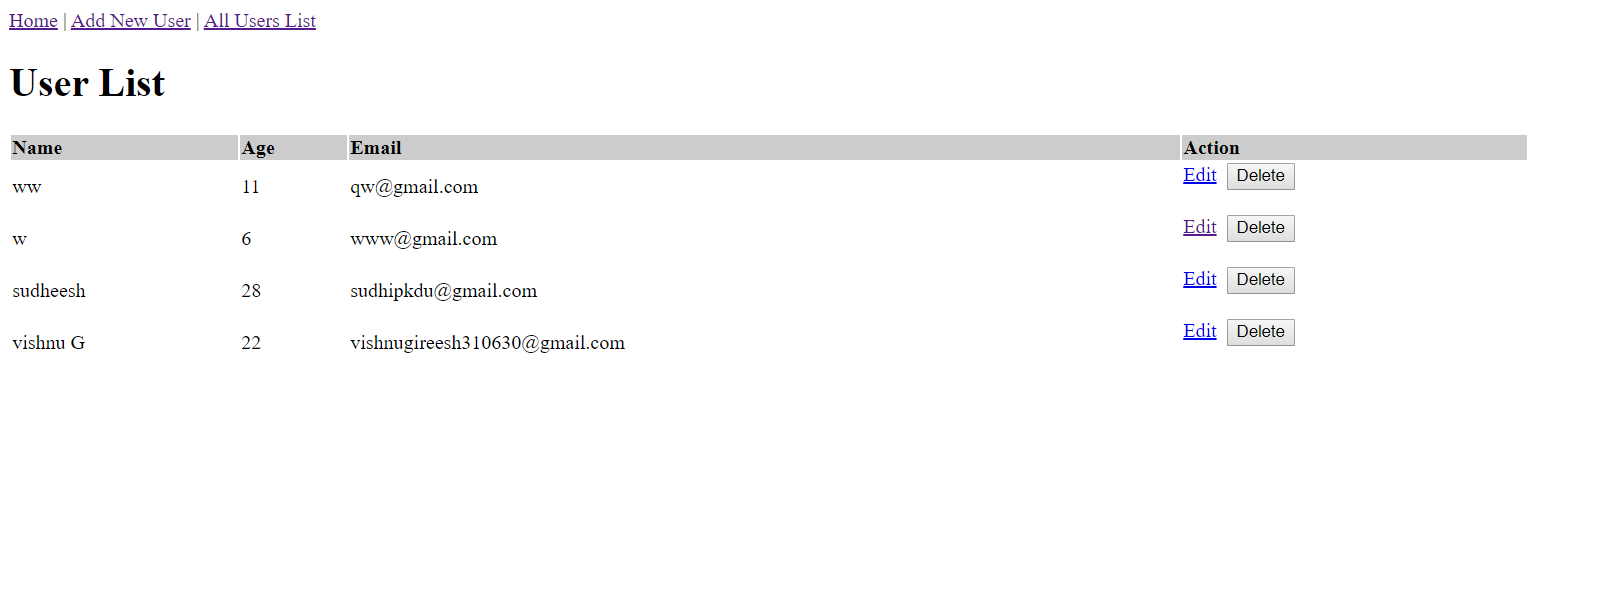 Home | Add New User | All Users List
User List
Name Age Email Action
ww 11 qw@gmail.com Edit Delete
w 6 www@gmail.com Edit Delete
sudheesh 28 sudhipkdu@gmail.com Edit Delete
vishnu G 22 vishnugireesh310630@gmail.com Edit Delete